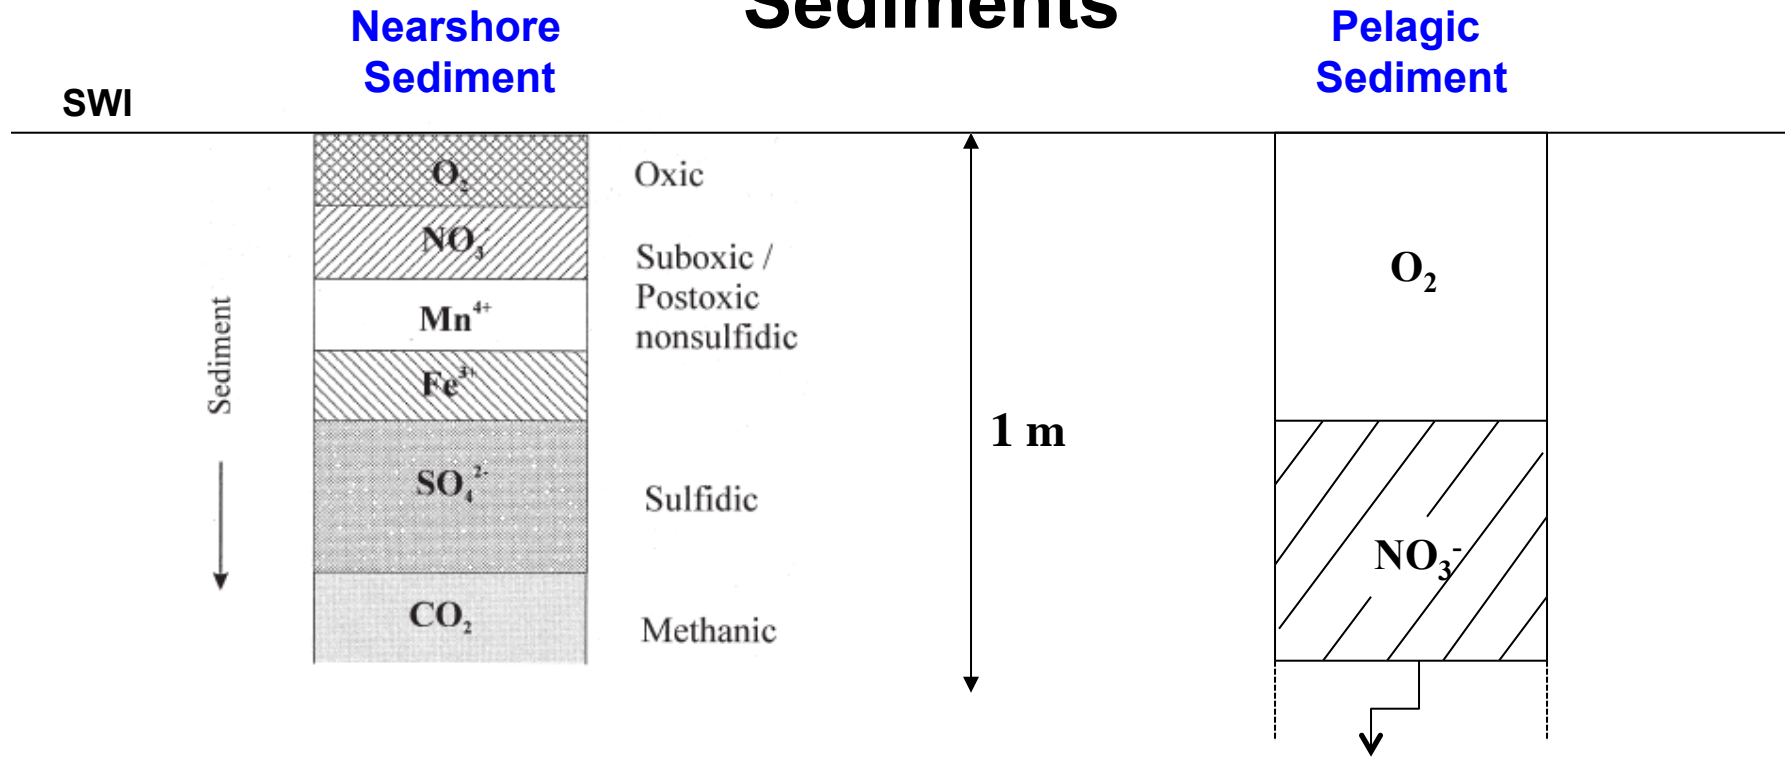 Sediments
Nearshore
Sediment
Pelagic
Sediment
SWI
O₂
Oxic
NO₃⁻
Suboxic /
Postoxic
nonsulfidic
Mn⁴⁺
Fe³⁺
Sediment
SO₄²⁻
Sulfidic
CO₂
Methanic
1 m
O₂
NO₃⁻